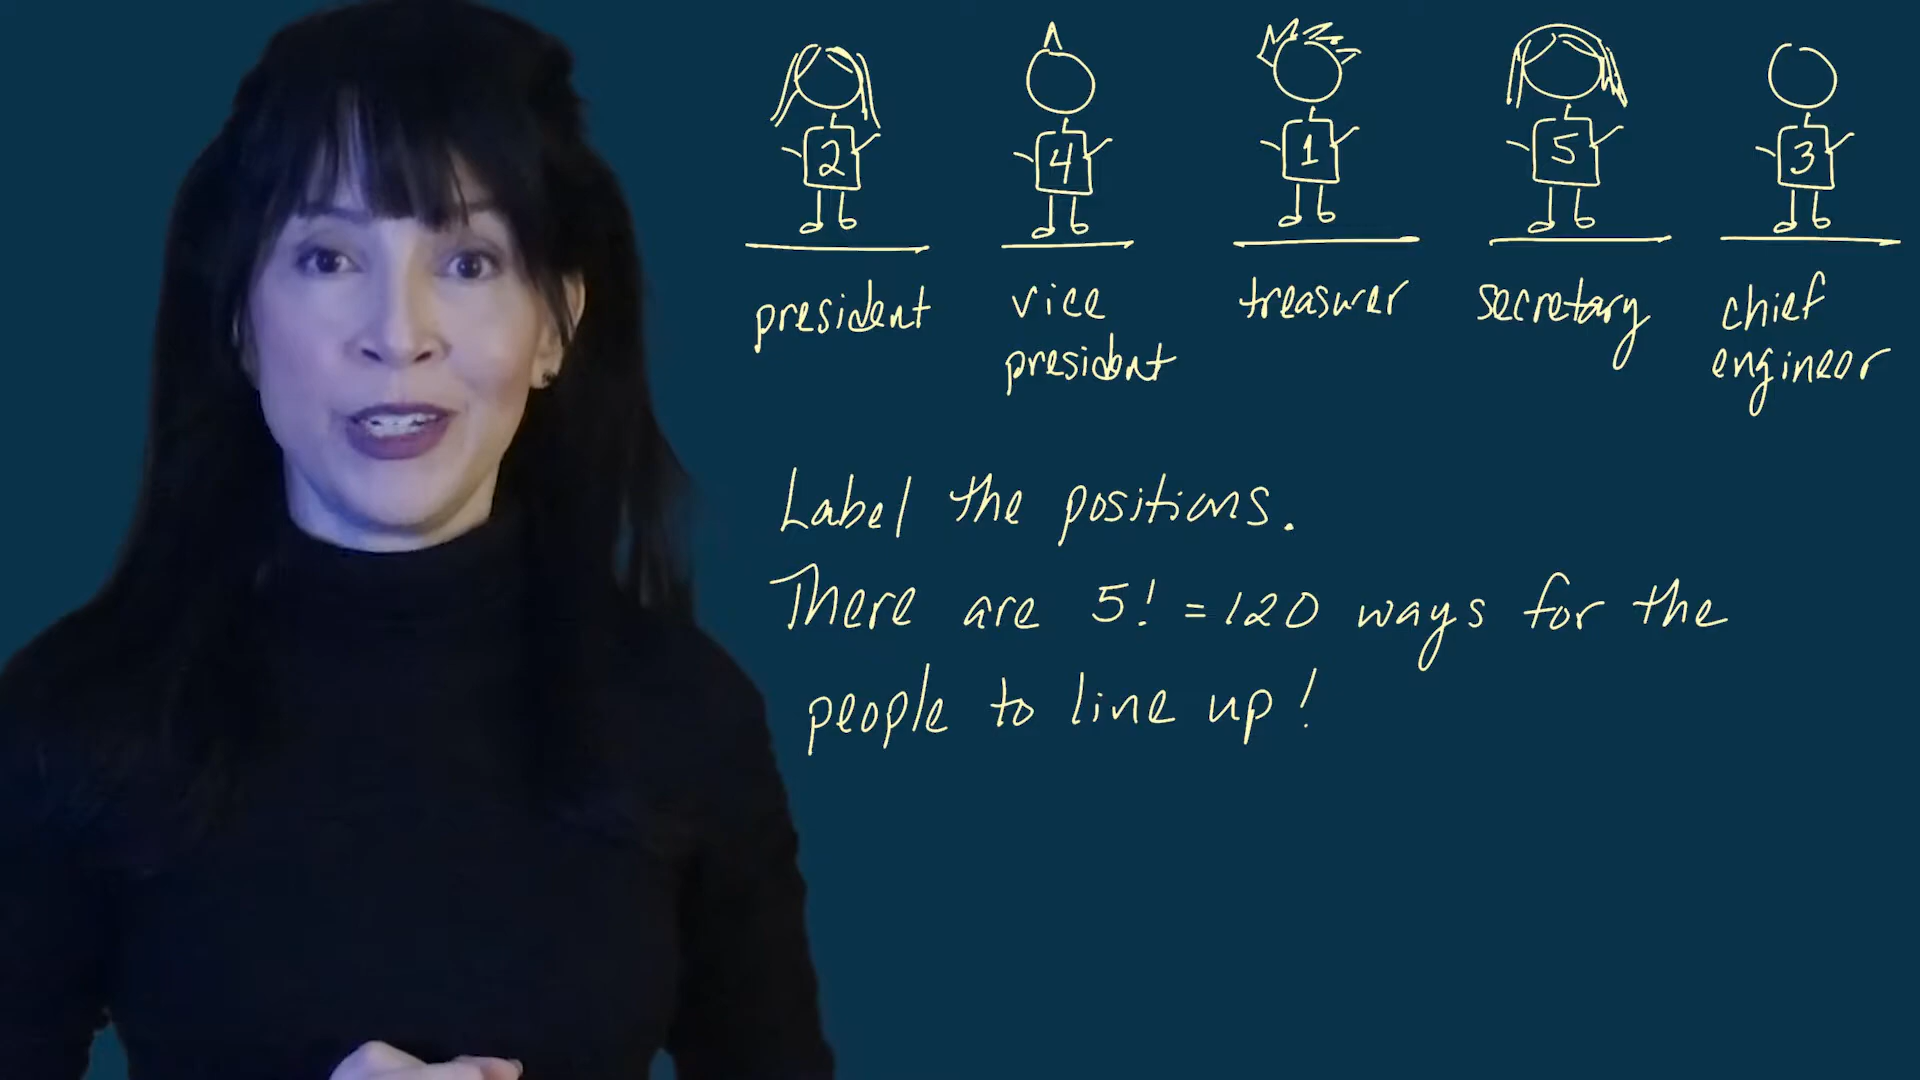 2 4 1 5 3
president vice president treasurer secretary chief engineer
Label the positions.
There are 5! = 120 ways for the
people to line up!